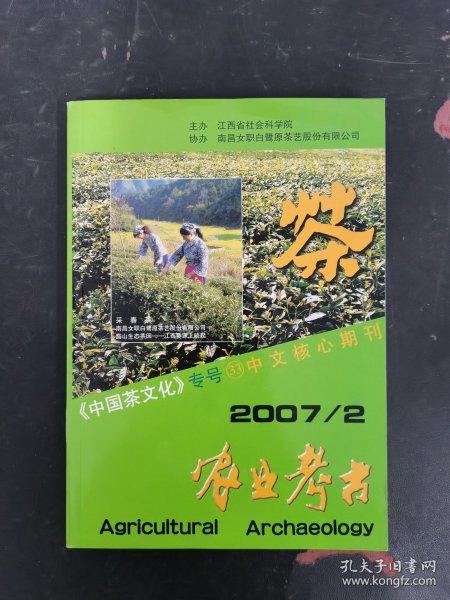 主办 江西省社会科学院
协办 南昌女职白鹭原茶艺股份有限公司
茶
采春茶
南昌女职白鹭原茶艺股份有限公司
《中国茶文化》专号33中文核心期刊
2007/2
农业考古
Agricultural Archaeology
孔夫子旧书网
www.kongfz.com